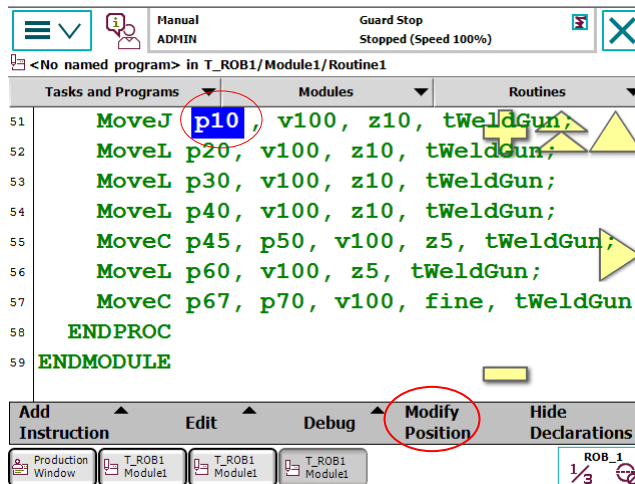 Manual
ADMIN
Guard Stop
Stopped (Speed 100%)
<No named program> in T_ROB1/Module1/Routine1
Tasks and Programs
Modules
Routines
51 MoveJ p10, v100, z10, tWeldGun;
52 MoveL p20, v100, z10, tWeldGun;
53 MoveL p30, v100, z10, tWeldGun;
54 MoveL p40, v100, z10, tWeldGun;
55 MoveC p45, p50, v100, z5, tWeldGun;
56 MoveL p60, v100, z5, tWeldGun;
57 MoveC p67, p70, v100, fine, tWeldGun
58 ENDPROC
59 ENDMODULE
Add
Instruction
Edit
Debug
Modify
Position
Hide
Declarations
Production
Window
T_ROB1
Module1
T_ROB1
Module1
T_ROB1
Module1
ROB_1
1/3